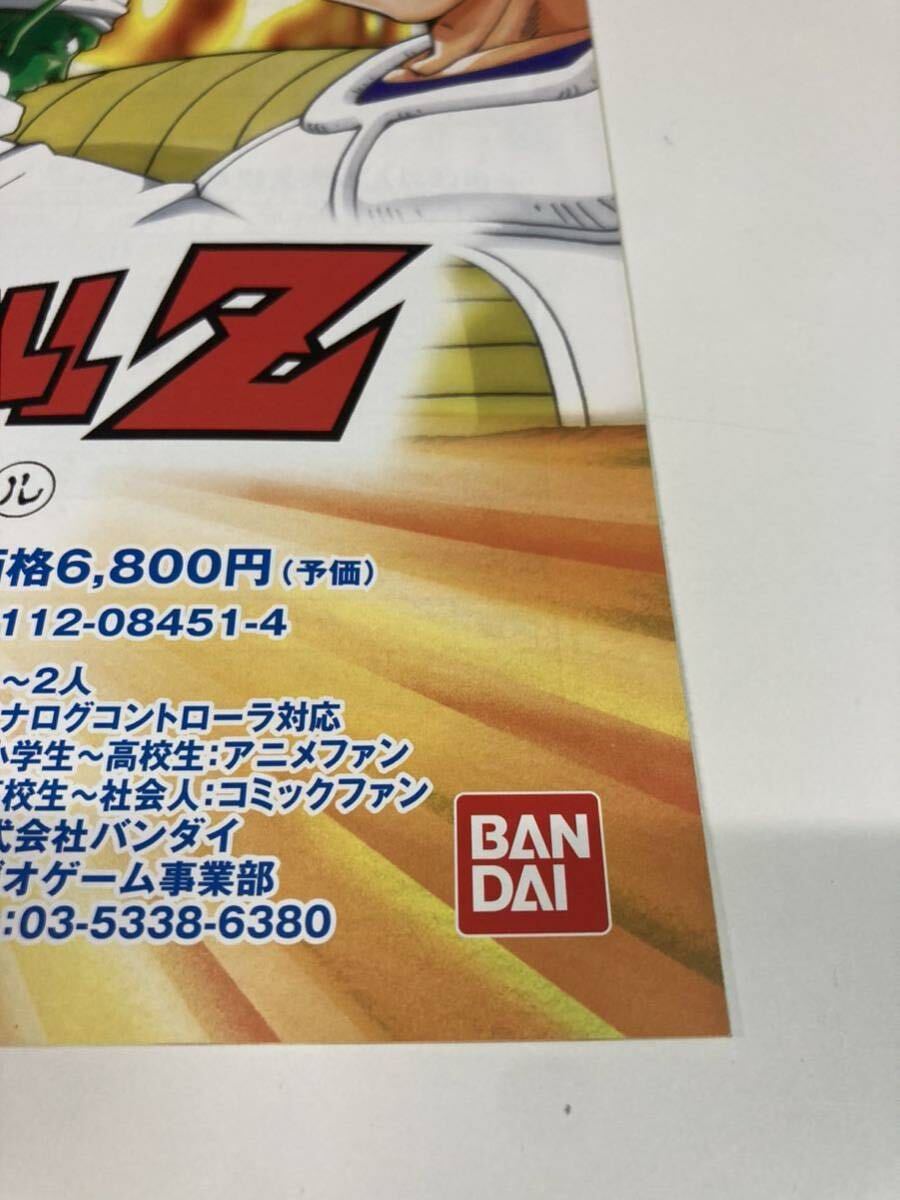 ルZ
ル
価格6,800円(予価)
112-08451-4
～2人
ナログコントローラ対応
小学生～高校生:アニメファン
高校生～社会人:コミックファン
式会社バンダイ
デオゲーム事業部
:03-5338-6380
BAN
DAI